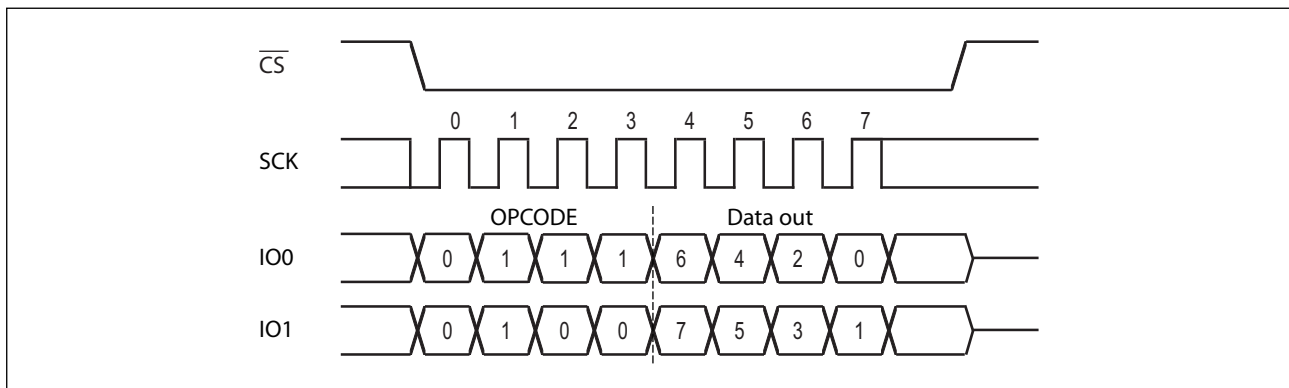 CS
0 1 2 3 4 5 6 7
SCK
OPCODE Data out
IO0 0 1 1 1 6 4 2 0
IO1 0 1 0 0 7 5 3 1